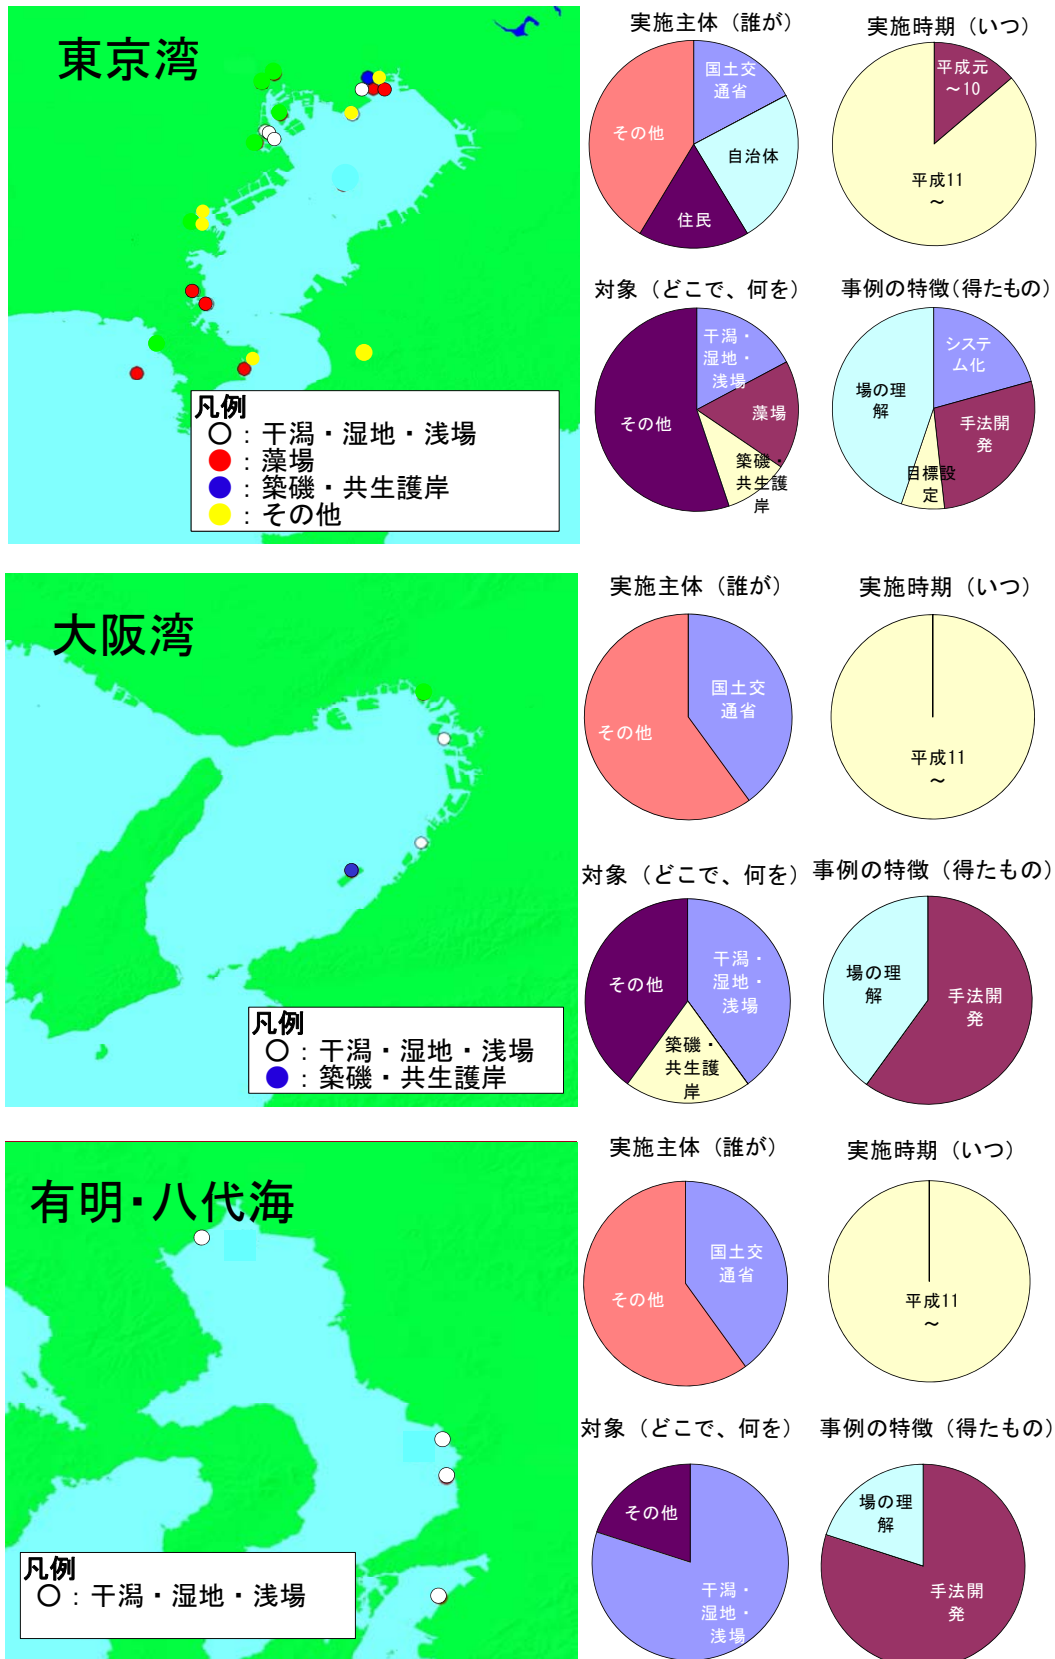 東京湾
凡例
○：干潟・湿地・浅場
●：藻場
●：築磯・共生護岸
●：その他
実施主体（誰が）
国土交
通省
自治体
住民
その他
実施時期（いつ）
平成元
～10
平成11
～
対象（どこで、何を）
干潟・
湿地・
浅場
藻場
築磯・
共生護
岸
その他
事例の特徴（得たもの）
システ
ム化
手法開
発
目標設
定
場の理
解
大阪湾
凡例
○：干潟・湿地・浅場
●：築磯・共生護岸
実施主体（誰が）
国土交
通省
その他
実施時期（いつ）
平成11
～
対象（どこで、何を）
干潟・
湿地・
浅場
築磯・
共生護
岸
その他
事例の特徴（得たもの）
手法開
発
場の理
解
有明・八代海
凡例
○：干潟・湿地・浅場
実施主体（誰が）
国土交
通省
その他
実施時期（いつ）
平成11
～
対象（どこで、何を）
その他
干潟・
湿地・
浅場
事例の特徴（得たもの）
場の理
解
手法開
発